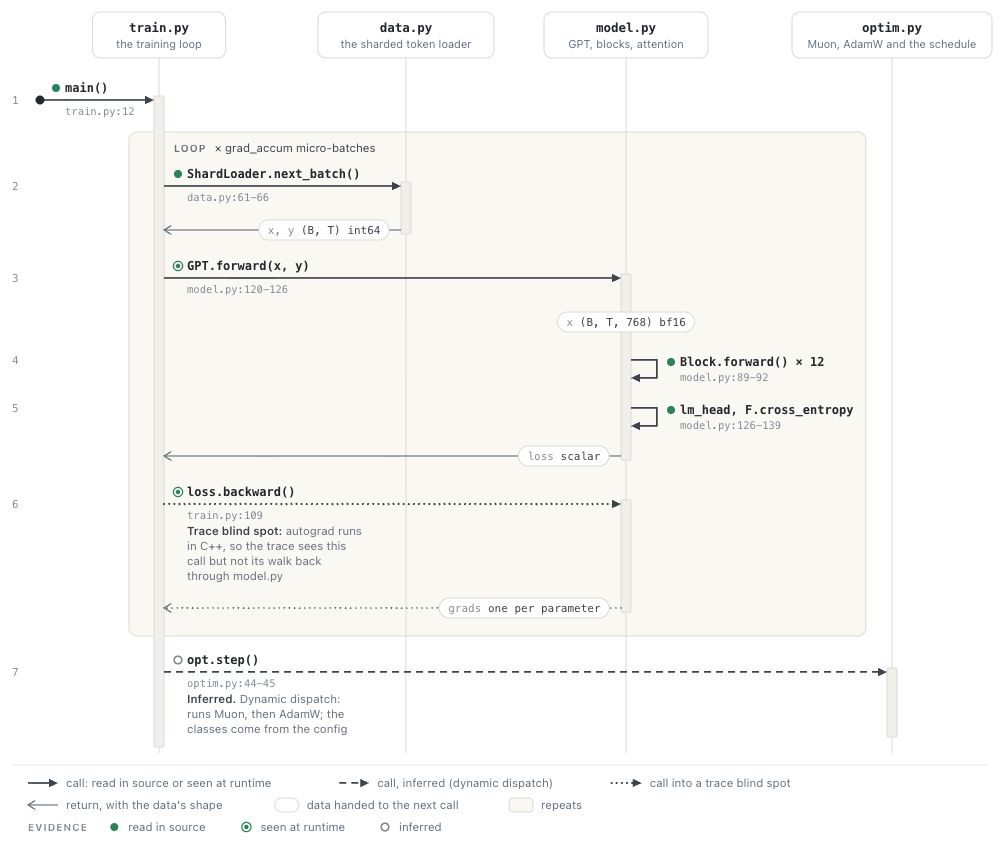 train.py
the training loop
data.py
the sharded token loader
model.py
GPT, blocks, attention
optim.py
Muon, AdamW and the schedule
1
main()
train.py:12
LOOP × grad_accum micro-batches
2
ShardLoader.next_batch()
data.py:61–66
x, y (B, T) int64
3
GPT.forward(x, y)
model.py:120–126
x (B, T, 768) bf16
4
Block.forward() × 12
model.py:89–92
5
lm_head, F.cross_entropy
model.py:126–139
loss scalar
6
loss.backward()
train.py:109
Trace blind spot: autograd runs
in C++, so the trace sees this
call but not its walk back
through model.py
grads one per parameter
7
opt.step()
optim.py:44–45
Inferred. Dynamic dispatch:
runs Muon, then AdamW; the
classes come from the config
call: read in source or seen at runtime
call, inferred (dynamic dispatch)
call into a trace blind spot
return, with the data's shape
data handed to the next call
repeats
EVIDENCE
read in source
seen at runtime
inferred